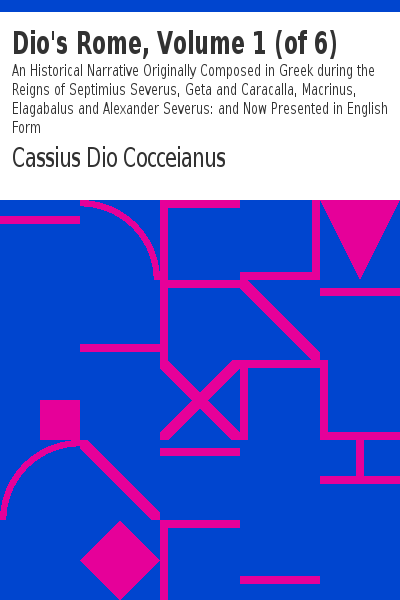 Dio's Rome, Volume 1 (of 6)
An Historical Narrative Originally Composed in Greek during the
Reigns of Septimius Severus, Geta and Caracalla, Macrinus,
Elagabalus and Alexander Severus: and Now Presented in English
Form
Cassius Dio Cocceianus